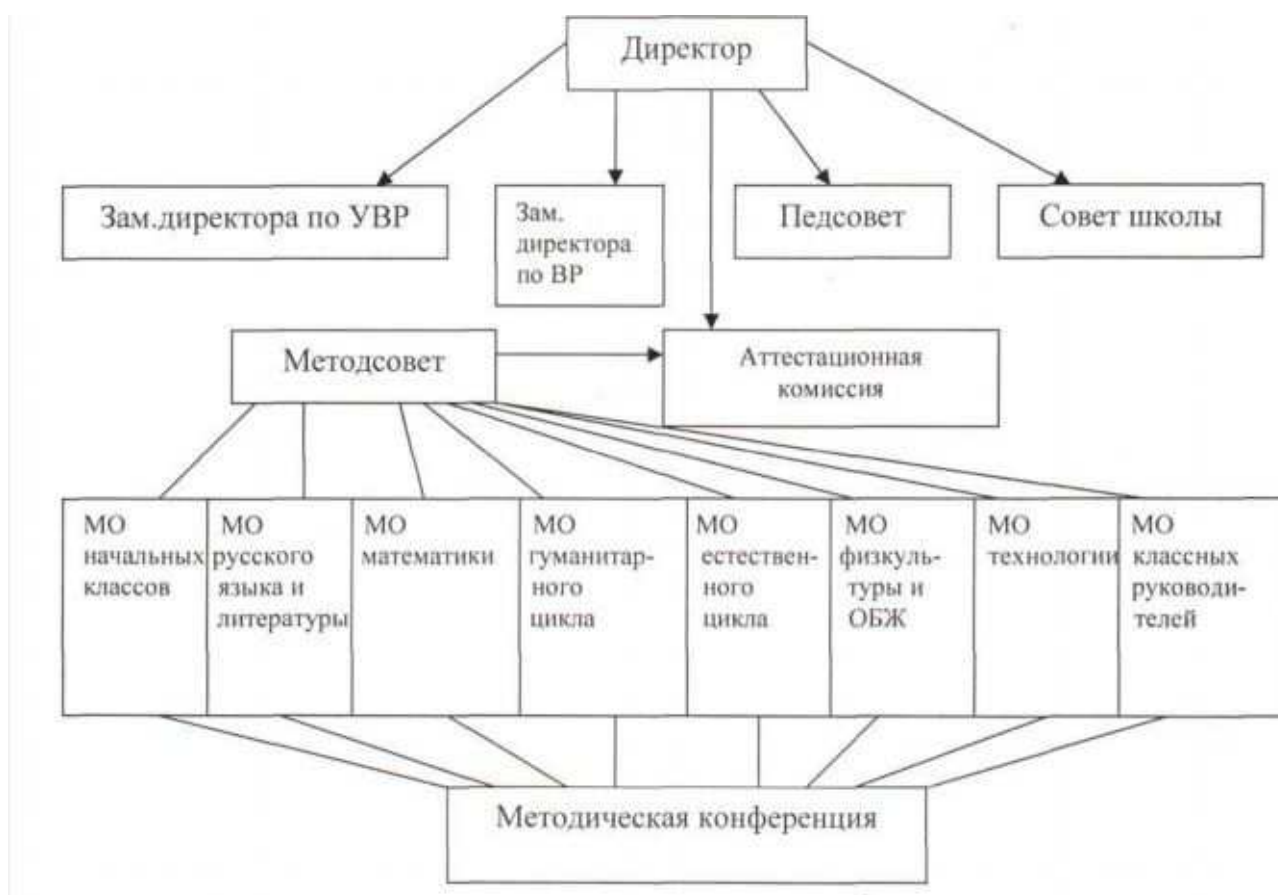 Директор
Зам.директора по УВР
Зам.
директора
по ВР
Педсовет
Совет школы
Методсовет
Аттестационная
комиссия
МО
начальных
классов
МО
русского
языка и
литературы
МО
математики
МО
гуманитар-
ного
цикла
МО
естествен-
ного
цикла
МО
физкуль-
туры и
ОБЖ
МО
технологии
МО
классных
руководи-
телей
Методическая конференция